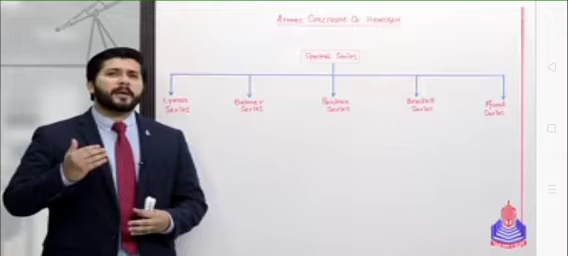 ATOMIC SPECTRUM OF HYDROGEN
Spectral Series
Lyman Series
Balmer Series
Paschen Series
Brackett Series
Pfund Series